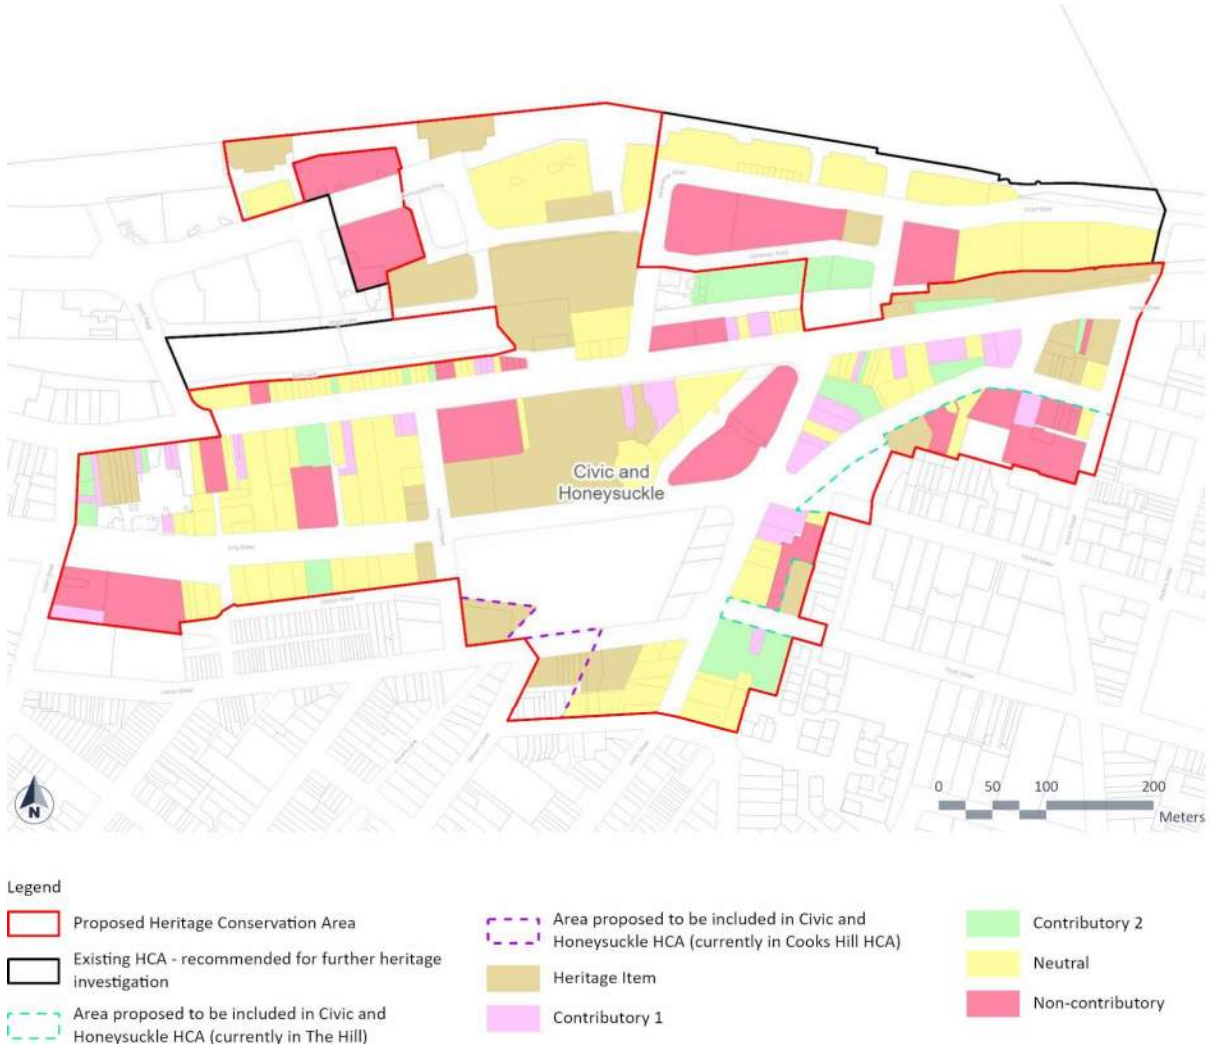 Civic and
Honeysuckle
King Street
N
0 50 100 200
Meters
Legend
Proposed Heritage Conservation Area
Existing HCA - recommended for further heritage
investigation
Area proposed to be included in Civic and
Honeysuckle HCA (currently in The Hill)
Area proposed to be included in Civic and
Honeysuckle HCA (currently in Cooks Hill HCA)
Heritage Item
Contributory 1
Contributory 2
Neutral
Non-contributory